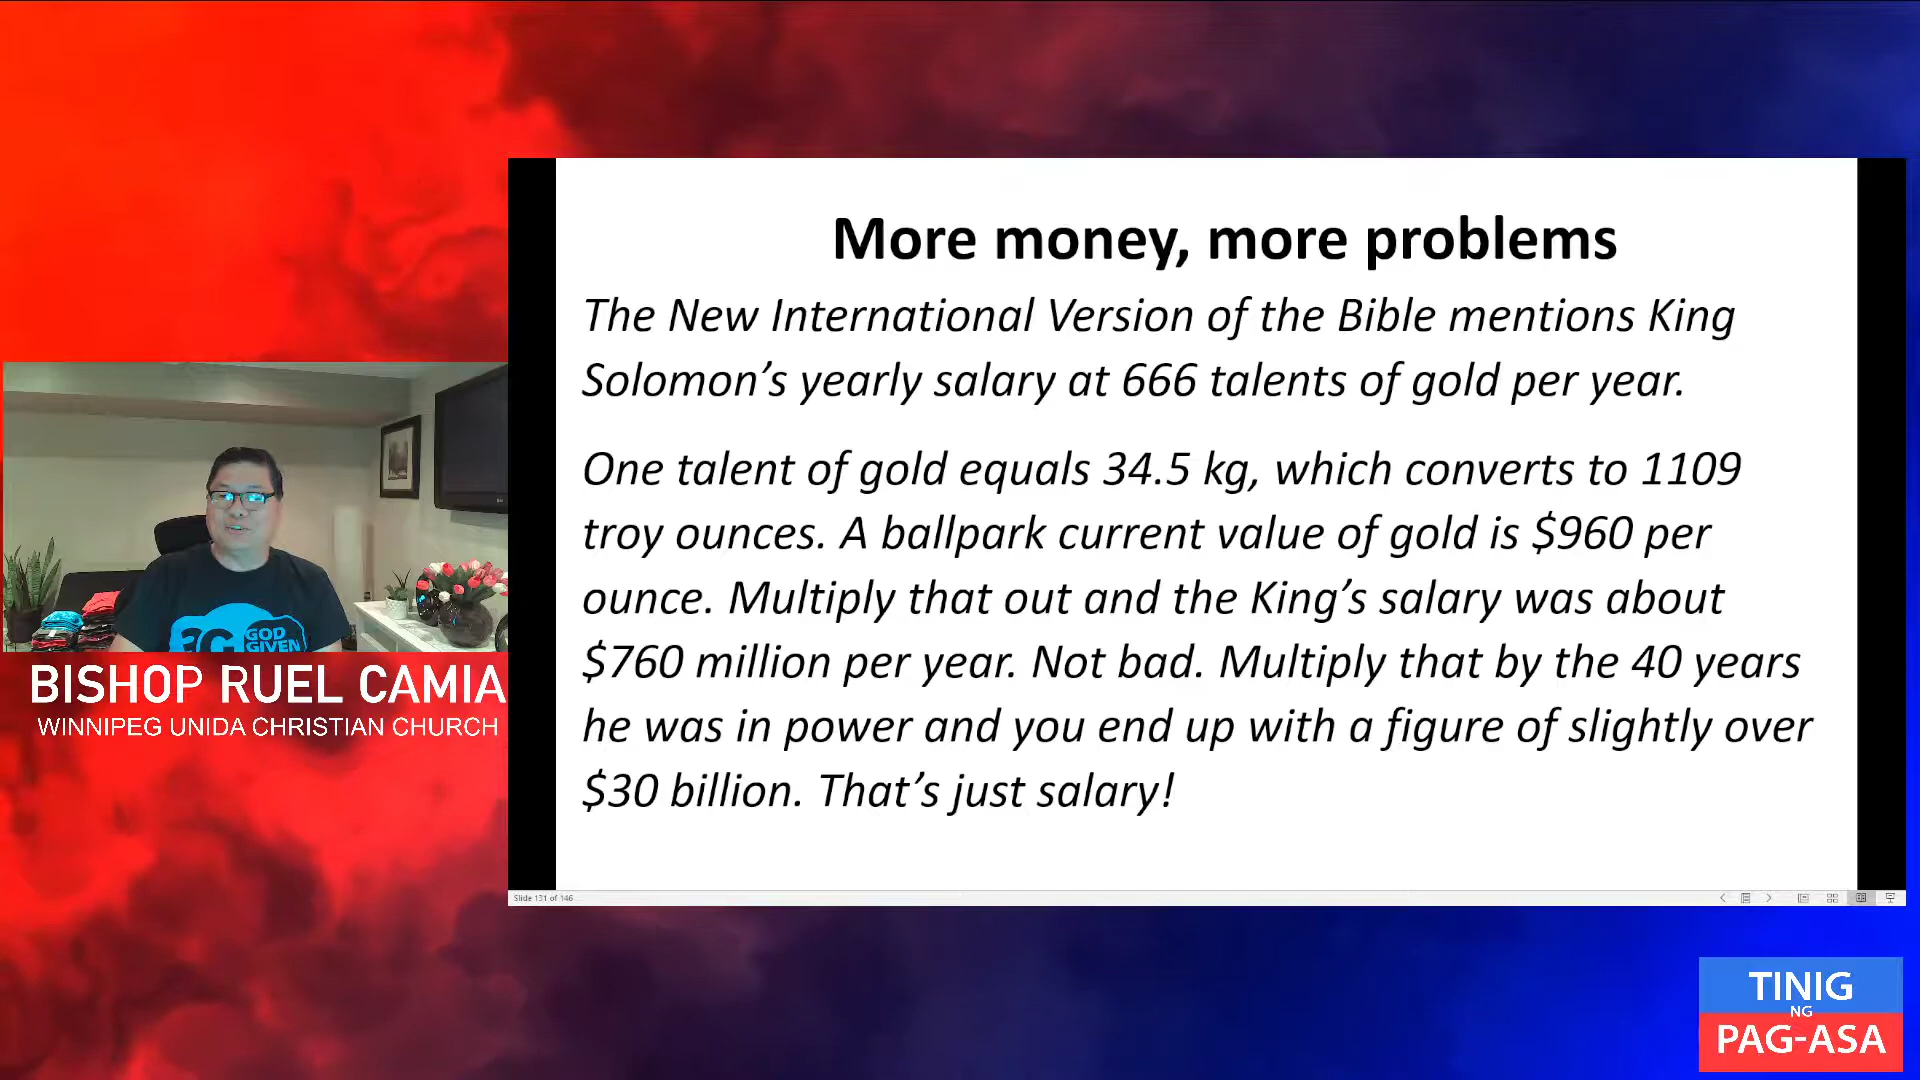 More money, more problems
The New International Version of the Bible mentions King
Solomon’s yearly salary at 666 talents of gold per year.
One talent of gold equals 34.5 kg, which converts to 1109
troy ounces. A ballpark current value of gold is $960 per
ounce. Multiply that out and the King’s salary was about
$760 million per year. Not bad. Multiply that by the 40 years
he was in power and you end up with a figure of slightly over
$30 billion. That’s just salary!
Slide 131 of 146
GOD
GIVEN
BISHOP RUEL CAMIA
WINNIPEG UNIDA CHRISTIAN CHURCH
TINIG
NG
PAG-ASA